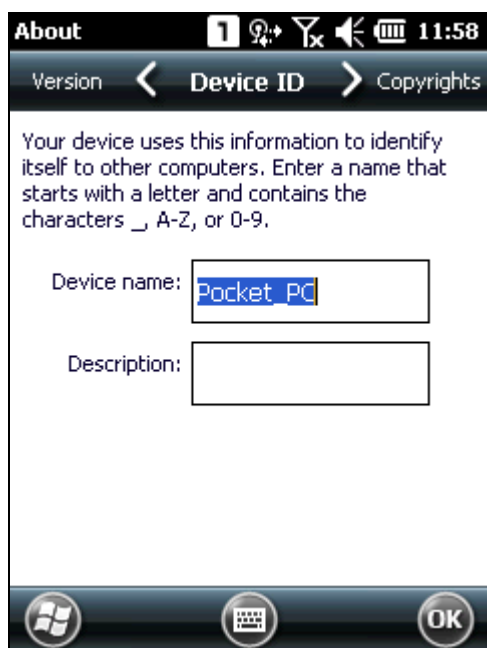 About 1 11:58
Version Device ID Copyrights
Your device uses this information to identify
itself to other computers. Enter a name that
starts with a letter and contains the
characters _, A-Z, or 0-9.
Device name: Pocket_PC
Description:
OK